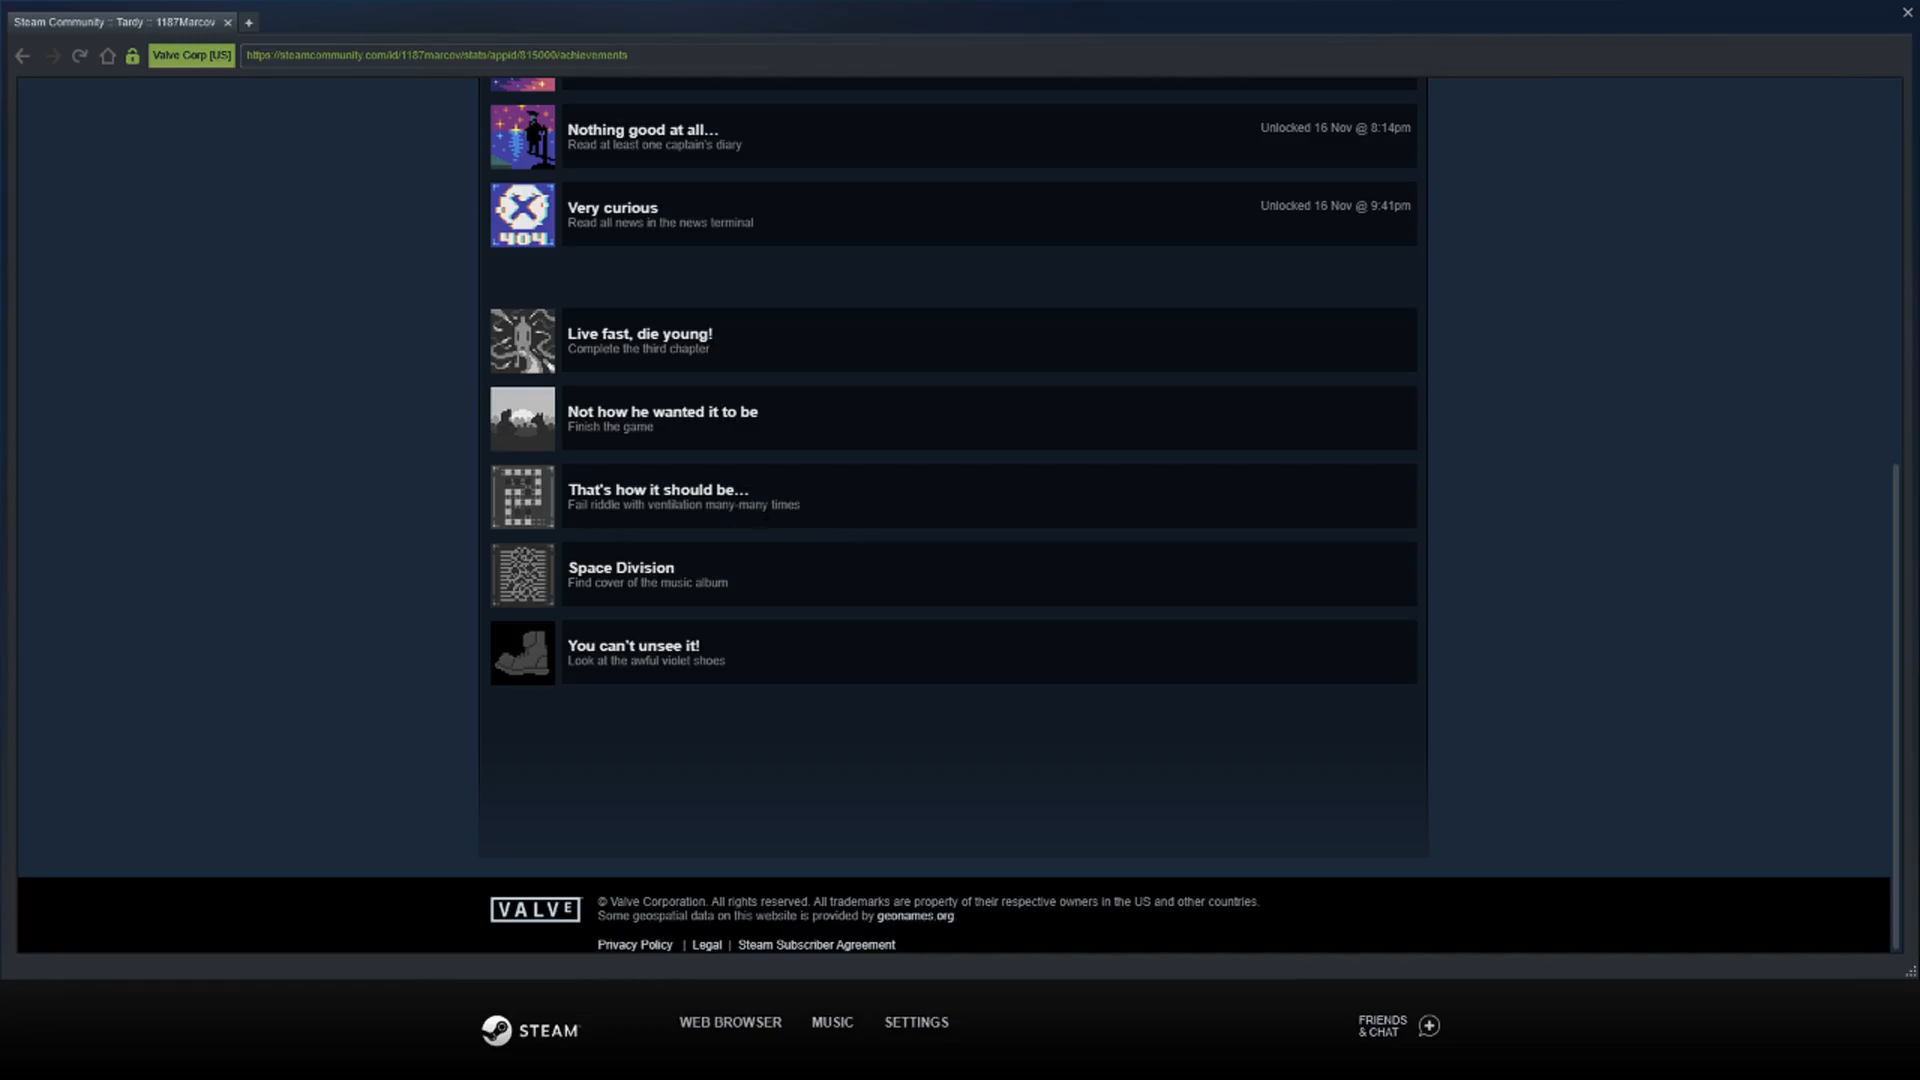 Steam Community :: Tardy :: 1187Marcov
Valve Corp [US]
https://steamcommunity.com/id/1187marcov/stats/appid/815000/achievements
Nothing good at all...
Unlocked 16 Nov @ 8:14pm
Read at least one captain's diary
Very curious
Unlocked 16 Nov @ 9:41pm
Read all news in the news terminal
404
Live fast, die young!
Complete the third chapter
Not how he wanted it to be
Finish the game
That's how it should be...
Fail riddle with ventilation many-many times
Space Division
Find cover of the music album
You can't unsee it!
Look at the awful violet shoes
VALVE
© Valve Corporation. All rights reserved. All trademarks are property of their respective owners in the US and other countries.
Some geospatial data on this website is provided by geonames.org.
Privacy Policy | Legal | Steam Subscriber Agreement
STEAM
WEB BROWSER MUSIC SETTINGS
FRIENDS
& CHAT